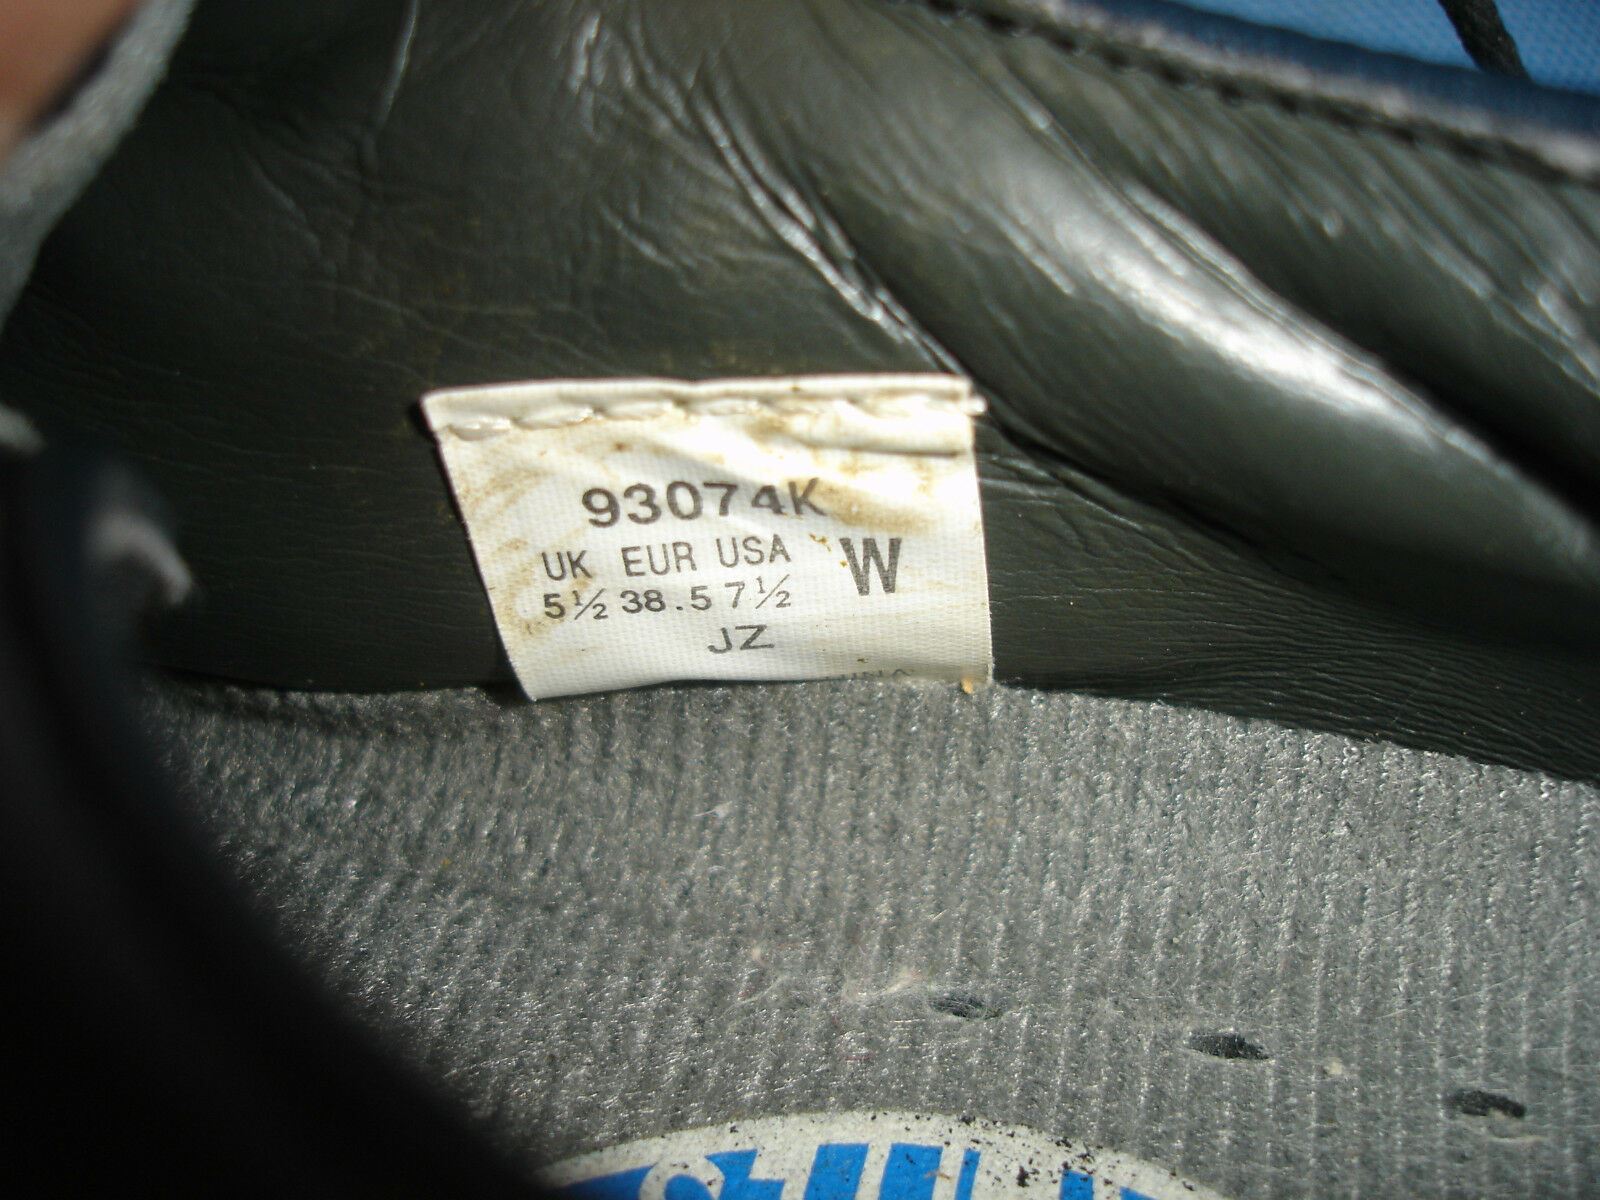 93074K
UK EUR USA W
5½ 38.5 7½
JZ